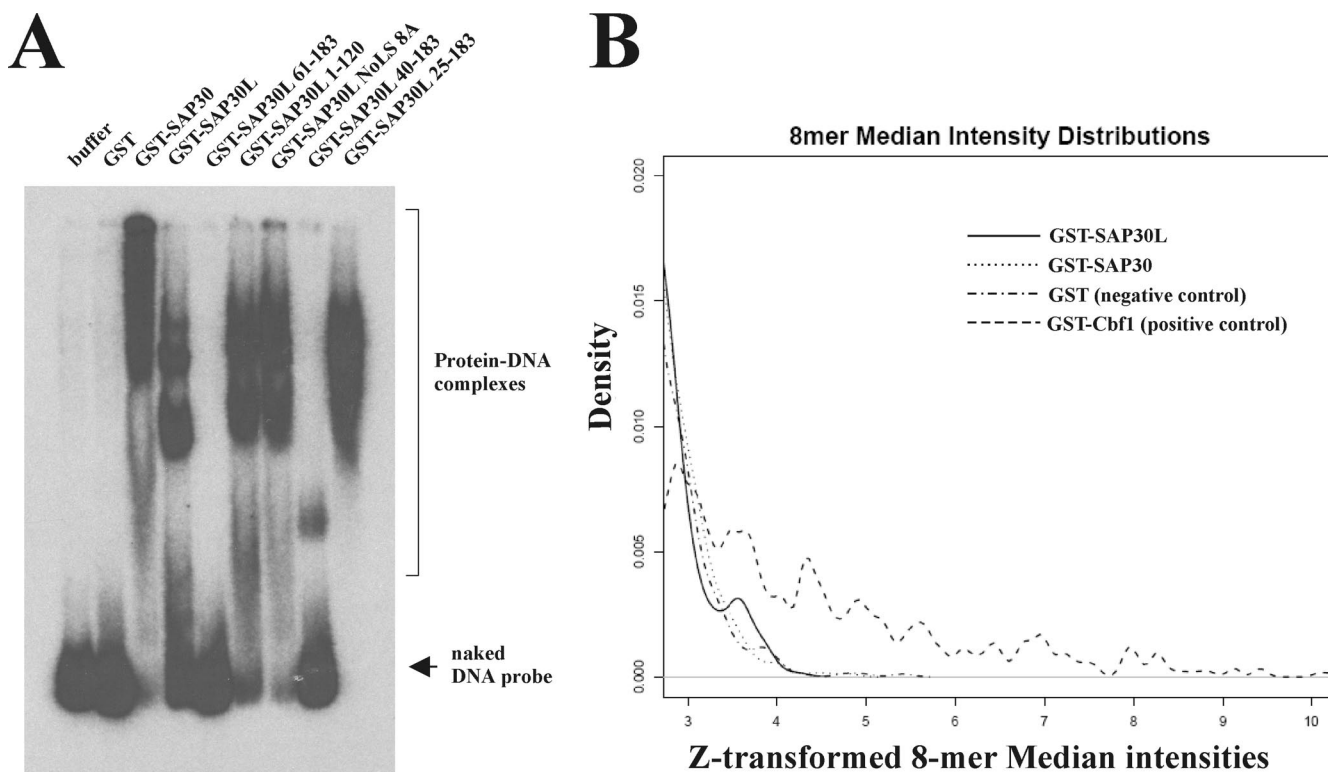 A
buffer
GST
GST-SAP30
GST-SAP30L
GST-SAP30L 61-183
GST-SAP30L 1-120
GST-SAP30L NoLS 8A
GST-SAP30L 40-183
GST-SAP30L 25-183
Protein-DNA
complexes
naked
DNA probe
B
8mer Median Intensity Distributions
GST-SAP30L
GST-SAP30
GST (negative control)
GST-Cbf1 (positive control)
Density
0.020
0.015
0.010
0.005
0.000
3 4 5 6 7 8 9 10
Z-transformed 8-mer Median intensities